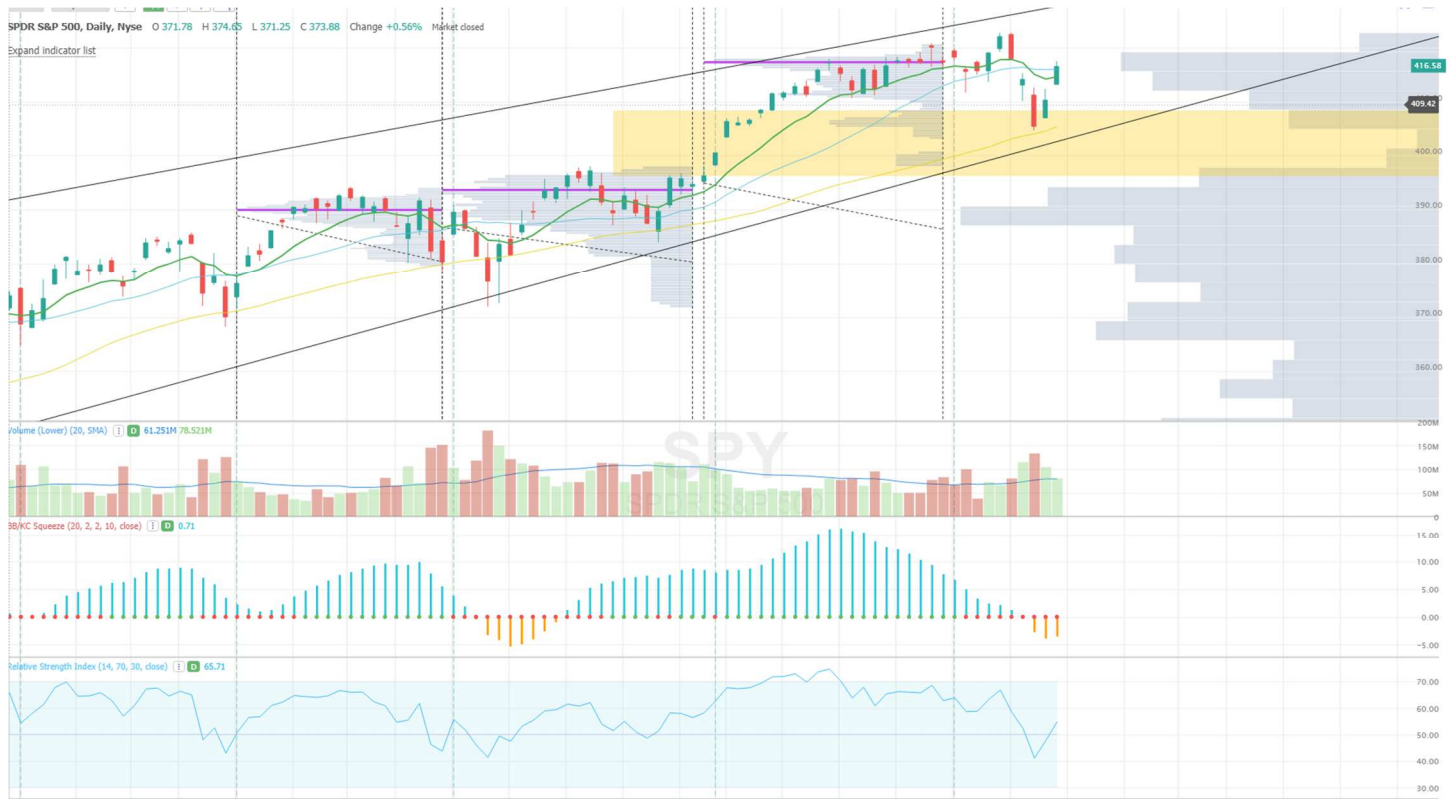 SPDR S&P 500, Daily, Nyse O 371.78 H 374.65 L 371.25 C 373.88 Change +0.56% Market closed
Expand indicator list
416.58
409.42
400.00
390.00
380.00
370.00
360.00
Volume (Lower) (20, SMA) D 61.251M 78.521M
200M
150M
100M
50M
0
SPY
SPDR S&P 500
BB/KC Squeeze (20, 2, 2, 10, close) D 0.71
15.00
10.00
5.00
0.00
−5.00
Relative Strength Index (14, 70, 30, close) D 65.71
70.00
60.00
50.00
40.00
30.00